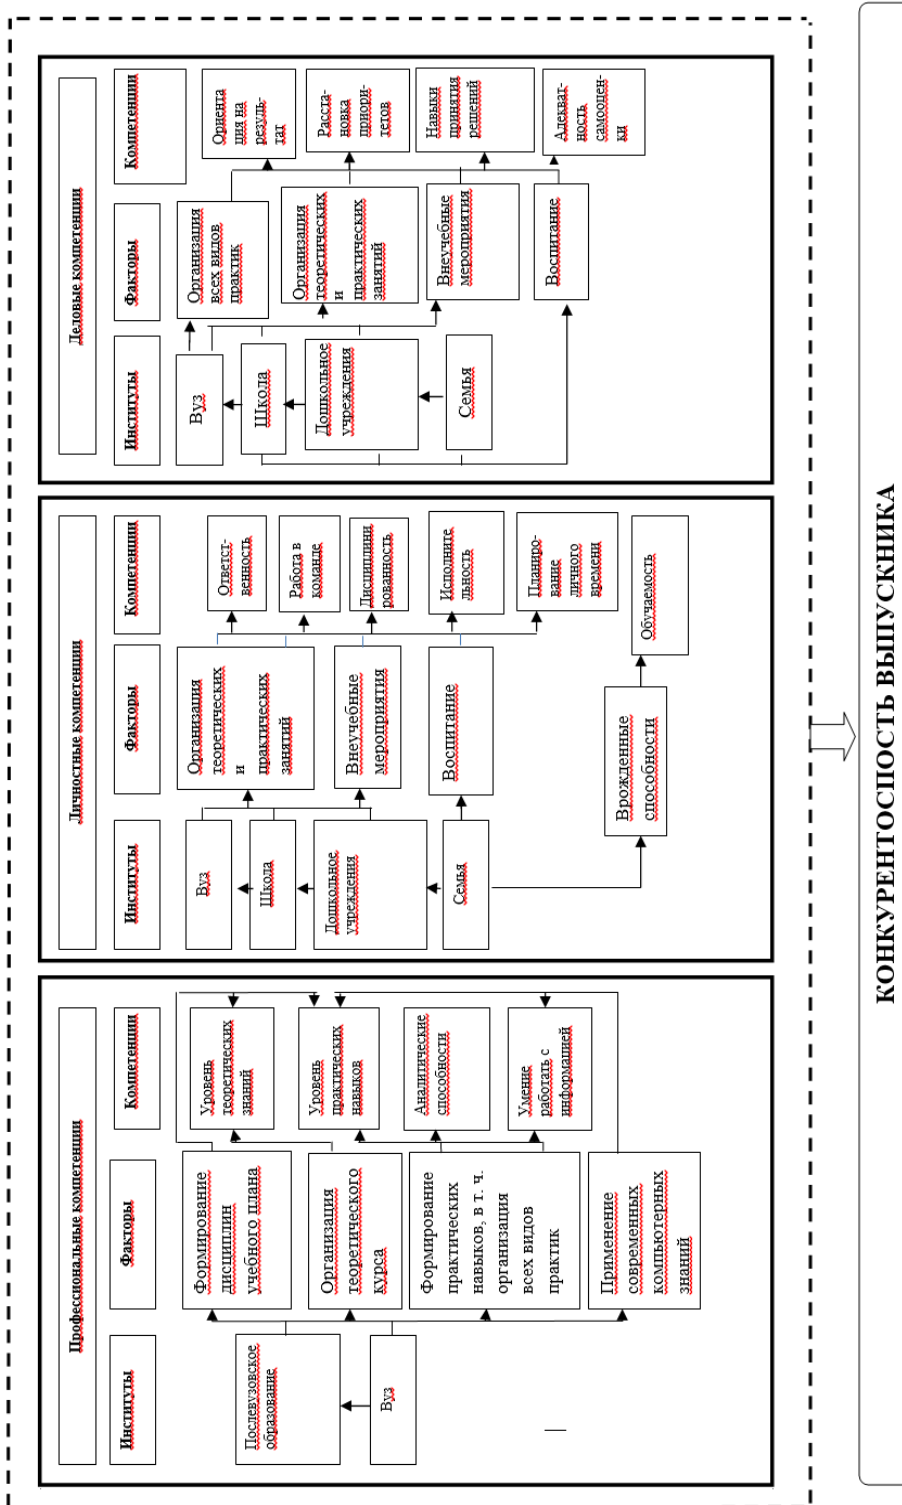 Профессиональные компетенции
Институты
Факторы
Компетенции
Послевузовское
образование
Вуз
Формирование
дисциплин
учебного плана
Организация
теоретического
курса
Формирование
практических
навыков, в т. ч.
организация
всех видов
практик
Применение
современных
компьютерных
знаний
Уровень
теоретических
знаний
Уровень
практических
навыков
Аналитические
способности
Умение
работать с
информацией
Личностные компетенции
Институты
Факторы
Компетенции
Вуз
Школа
Дошкольное
учреждения
Семья
Организация
теоретических
и
практических
занятий
Внеучебные
мероприятия
Воспитание
Врожденные
способности
Ответст-
венность
Работа в
команде
Дисциплини
рованность
Исполните
льность
Планиро-
вание
личного
времени
Обучаемость
Деловые компетенции
Институты
Факторы
Компетенции
Вуз
Школа
Дошкольное
учреждения
Семья
Организация
всех видов
практик
Организация
теоретических
и
практических
занятий
Внеучебные
мероприятия
Воспитание
Ориента
ция на
резуль-
тат
Расста-
новка
приори-
тетов
Навыки
принятия
решений
Адекват-
ность
самооцен-
ки
КОНКУРЕНТОСПОСТЬ ВЫПУСКНИКА